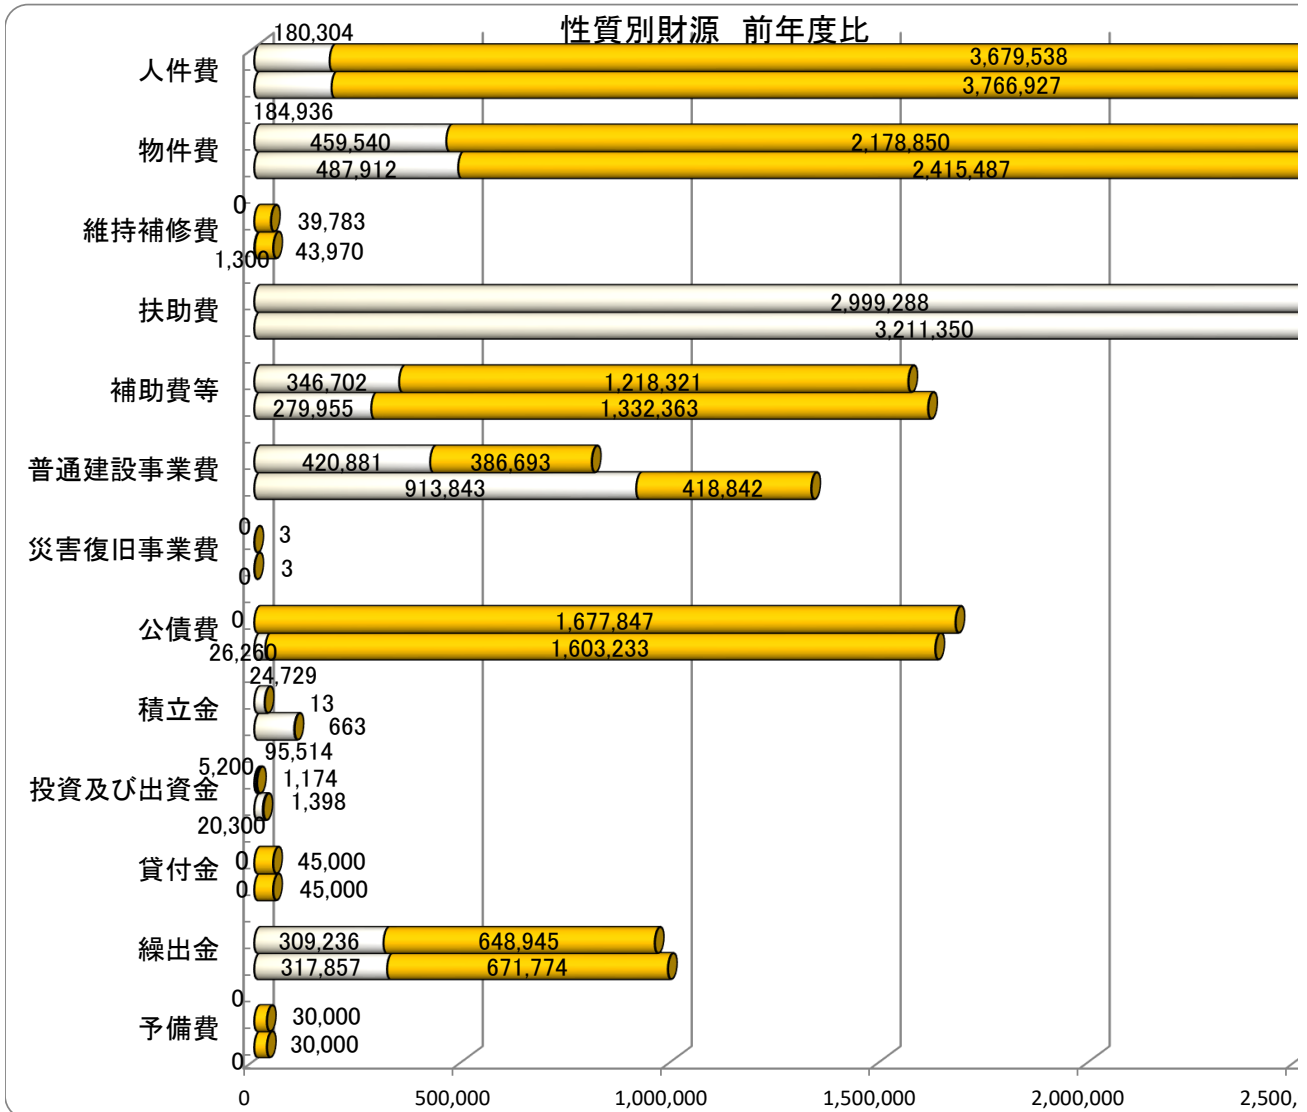 性質別財源　前年度比
180,304
人件費
3,679,538
3,766,927
184,936
物件費
459,540 2,178,850
487,912 2,415,487
0
維持補修費
39,783
1,300 43,970
扶助費
2,999,288
3,211,350
補助費等
346,702 1,218,321
279,955 1,332,363
普通建設事業費
420,881 386,693
913,843 418,842
災害復旧事業費
0 3
0 3
公債費
0 1,677,847
26,260 1,603,233
積立金
24,729 13
663
95,514
投資及び出資金
5,200 1,174
1,398
20,300
貸付金
0 45,000
0 45,000
繰出金
309,236 648,945
317,857 671,774
予備費
0 30,000
0 30,000
0 500,000 1,000,000 1,500,000 2,000,000 2,500,